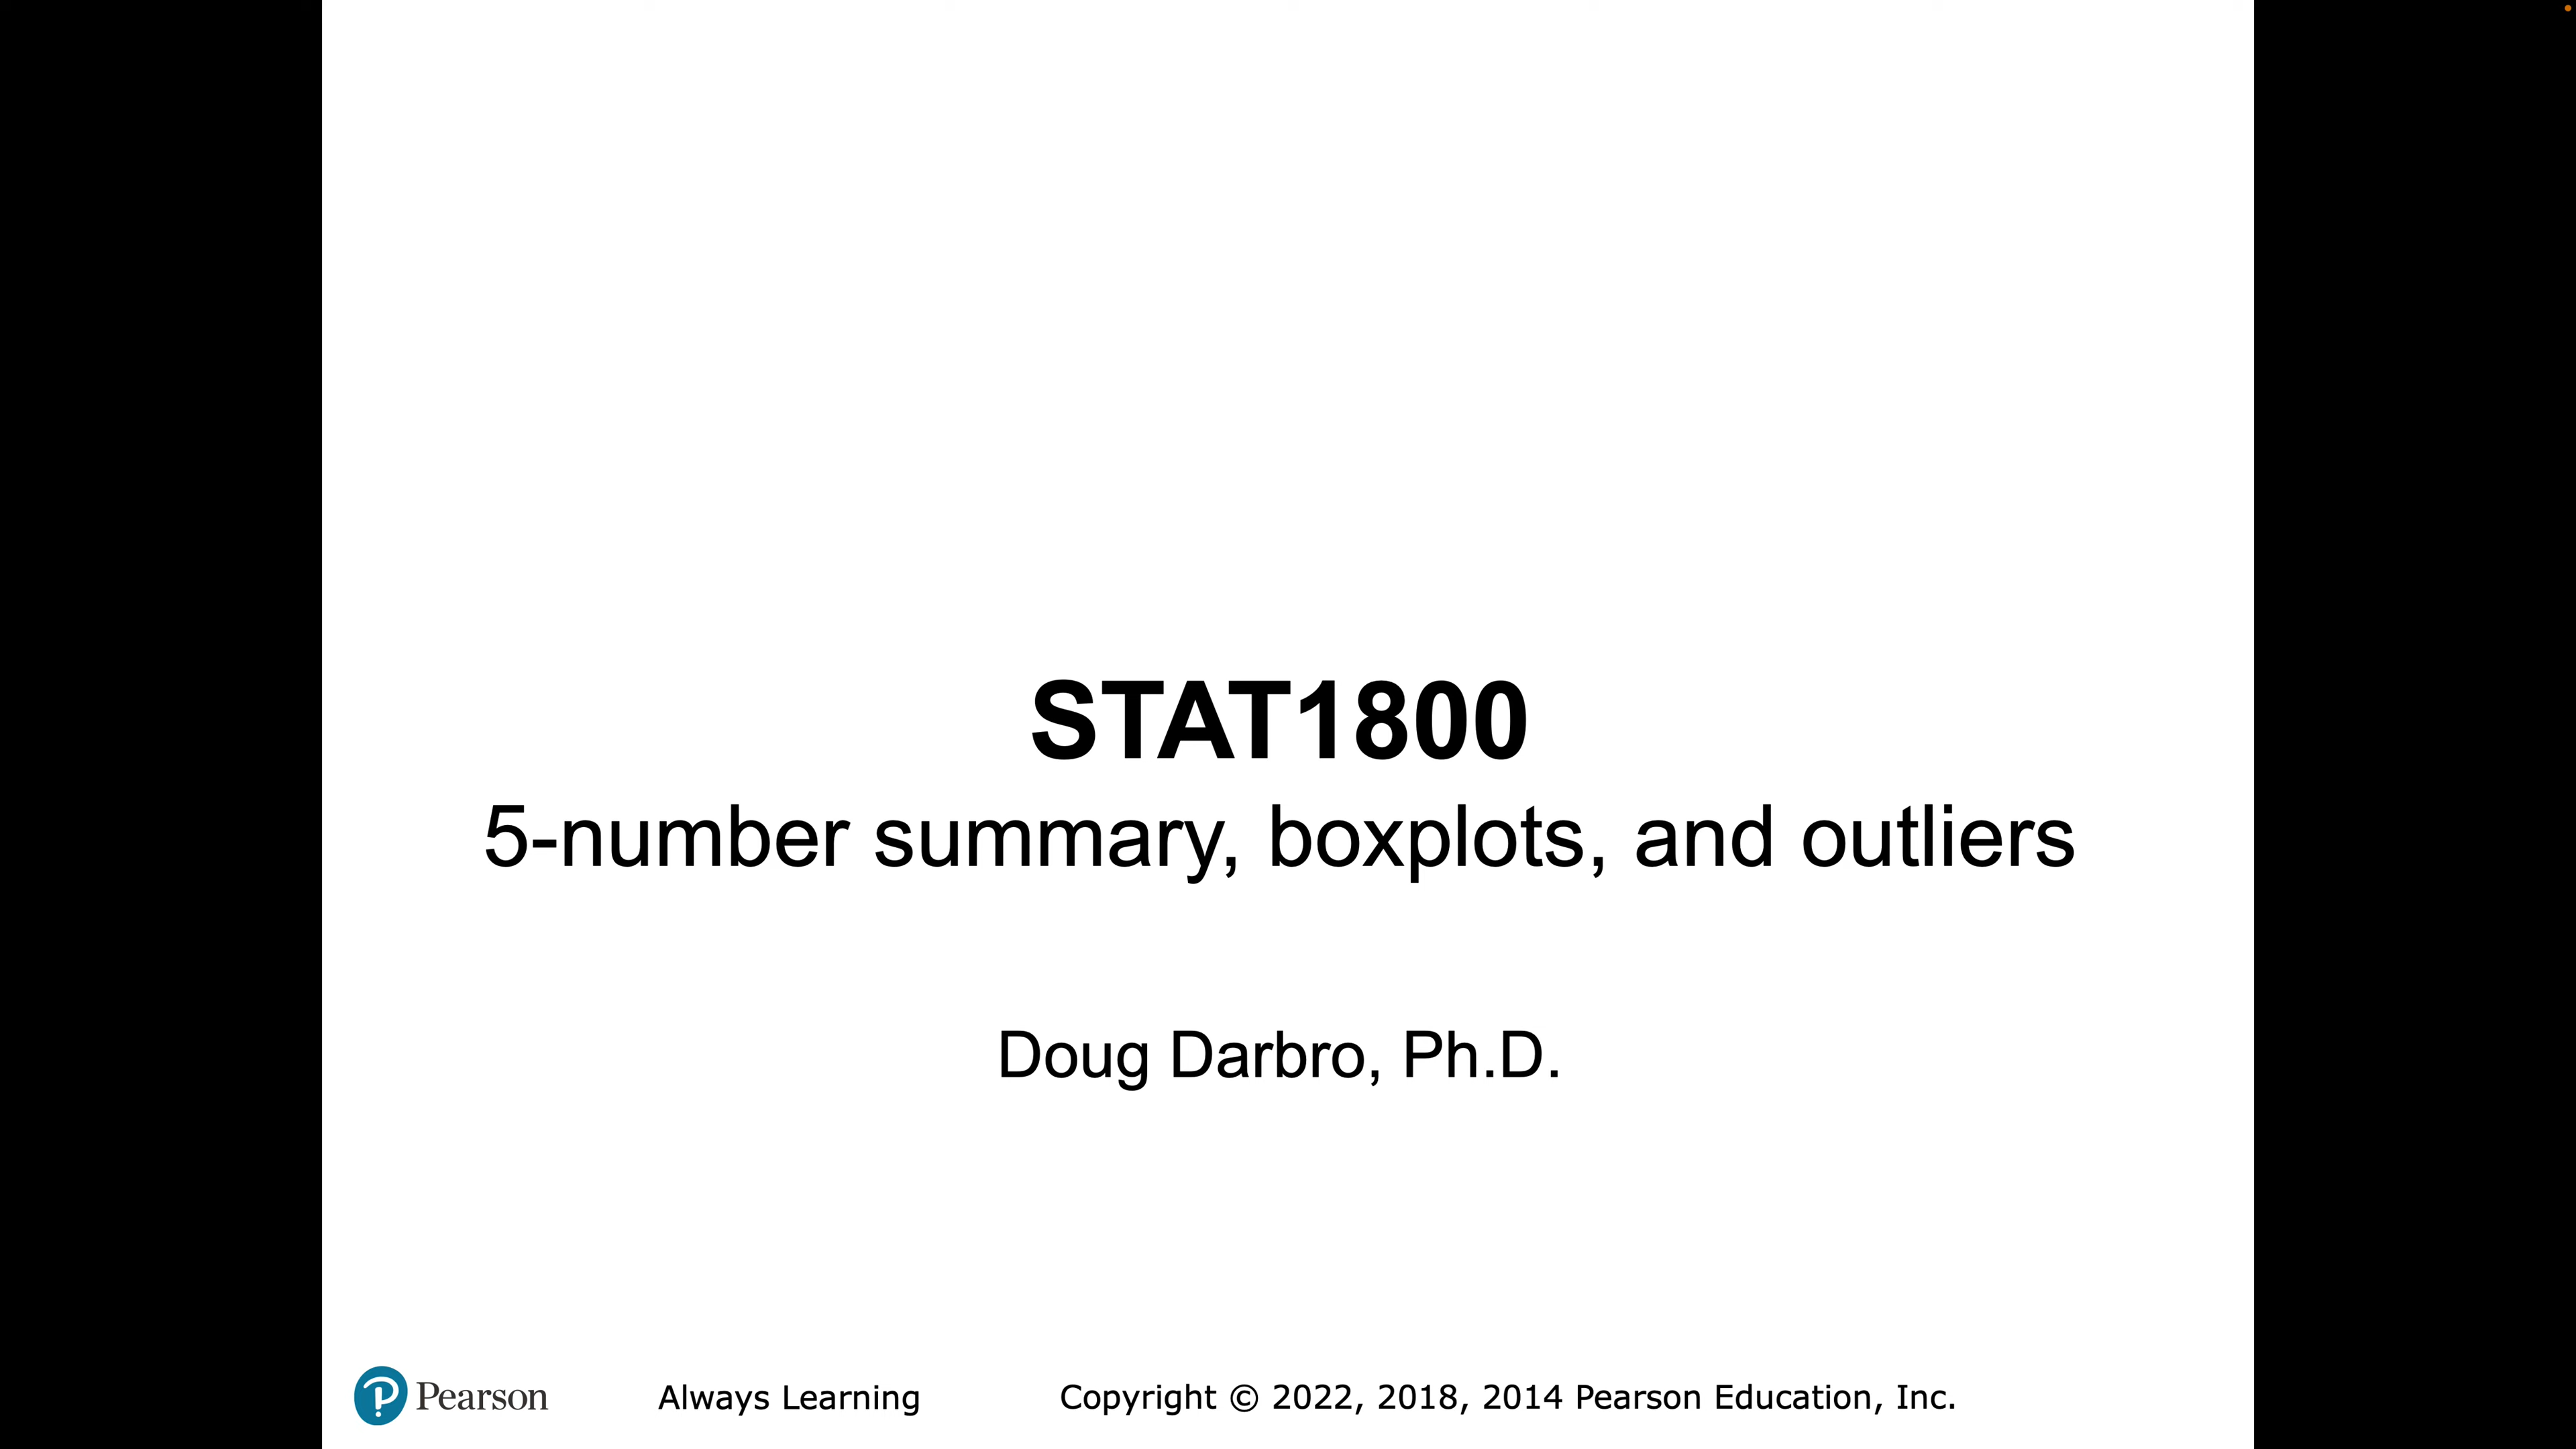 STAT1800
5-number summary, boxplots, and outliers
Doug Darbro, Ph.D.
Pearson
Always Learning
Copyright © 2022, 2018, 2014 Pearson Education, Inc.